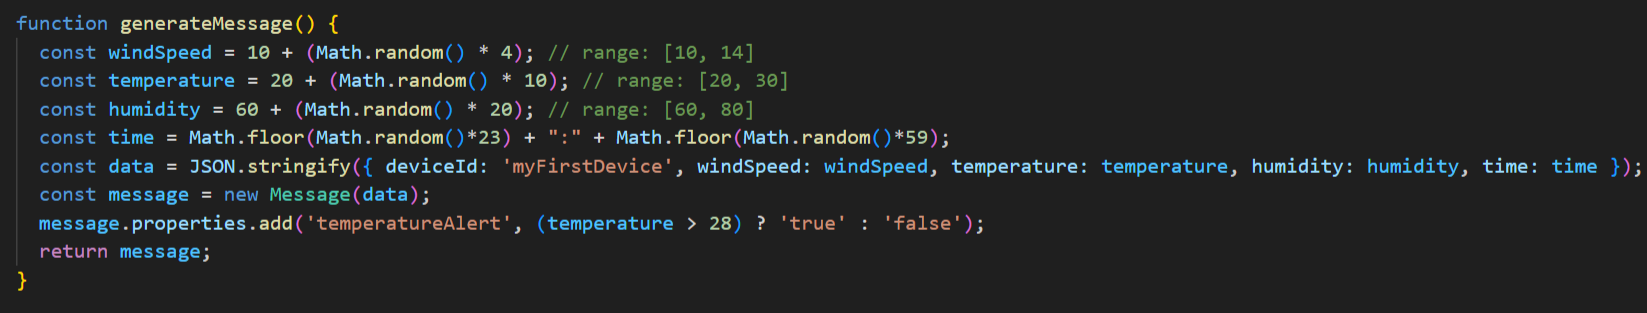 function generateMessage() {
const windSpeed = 10 + (Math.random() * 4); // range: [10, 14]
const temperature = 20 + (Math.random() * 10); // range: [20, 30]
const humidity = 60 + (Math.random() * 20); // range: [60, 80]
const time = Math.floor(Math.random()*23) + ":" + Math.floor(Math.random()*59);
const data = JSON.stringify({ deviceId: 'myFirstDevice', windSpeed: windSpeed, temperature: temperature, humidity: humidity, time: time });
const message = new Message(data);
message.properties.add('temperatureAlert', (temperature > 28) ? 'true' : 'false');
return message;
}